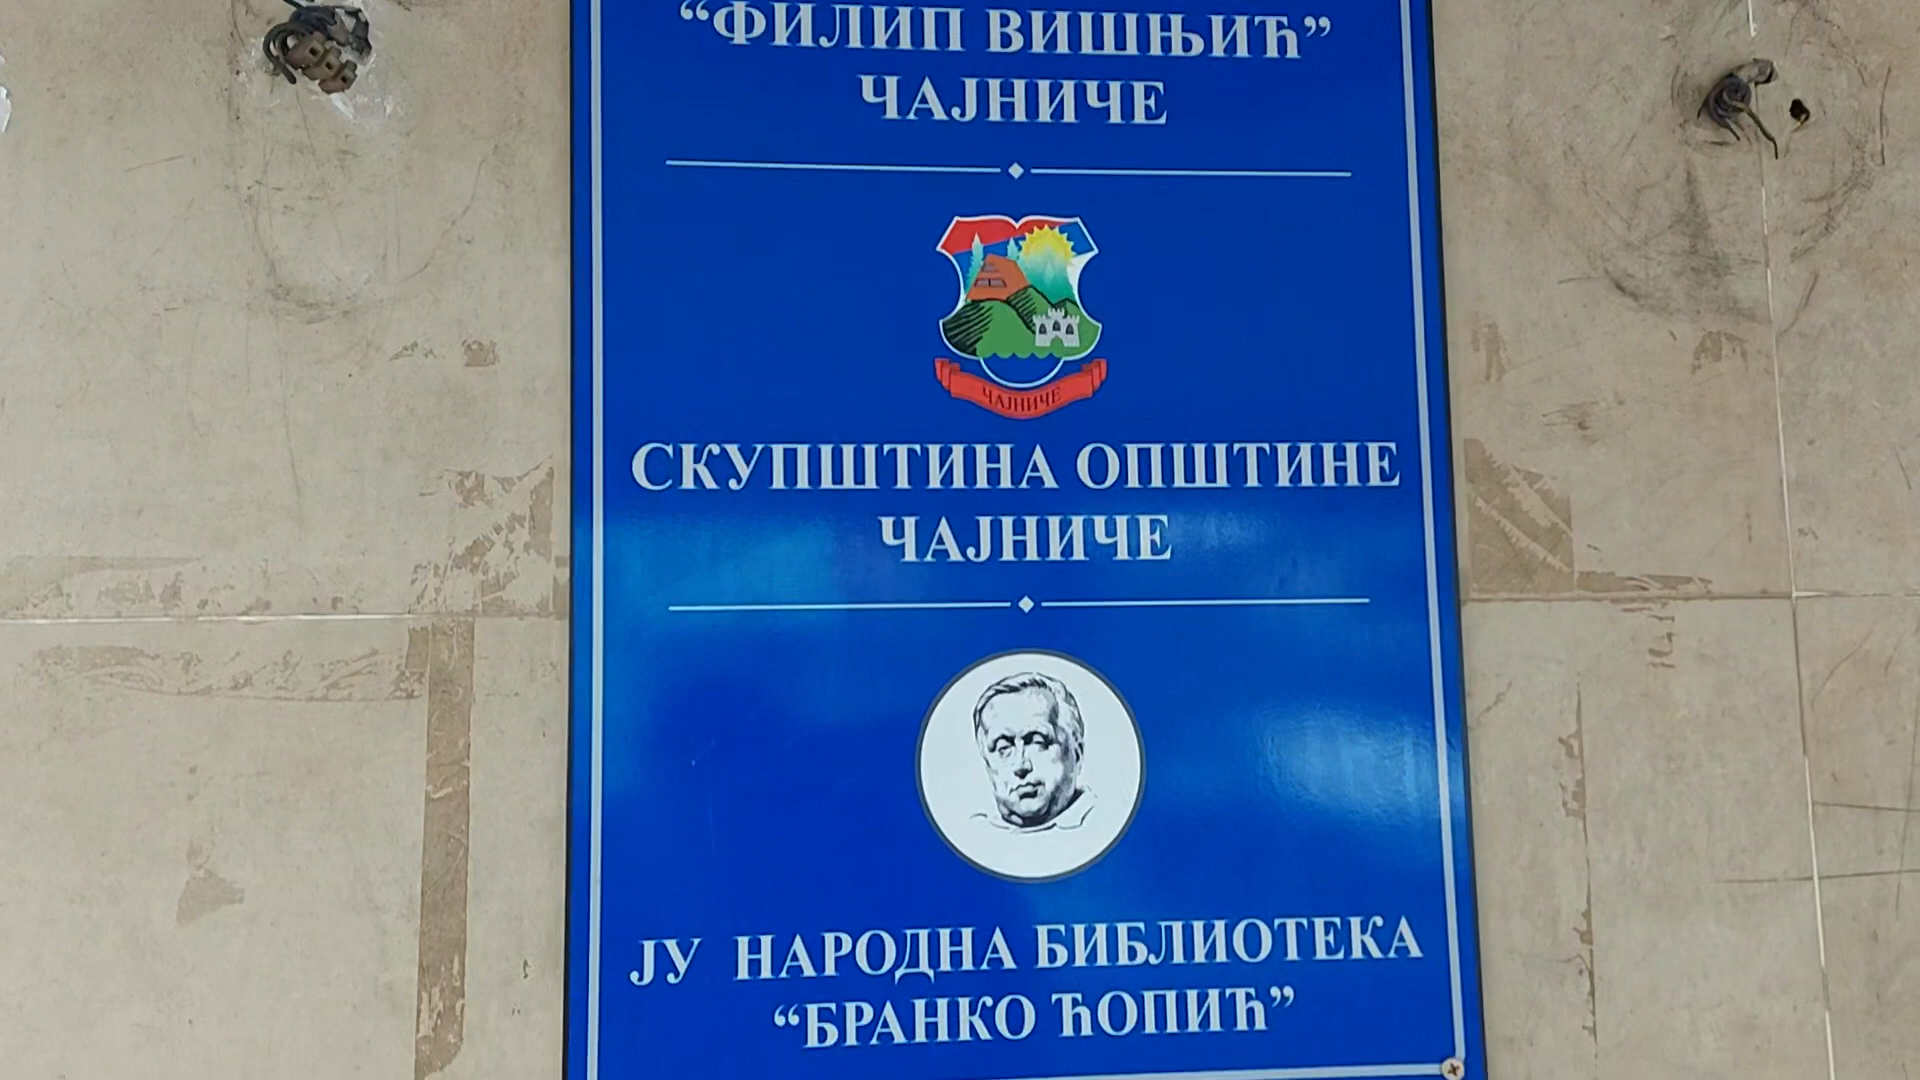 “ФИЛИП ВИШЊИЋ”
ЧАЈНИЧЕ
ЧАЈНИЧЕ
СКУПШТИНА ОПШТИНЕ
ЧАЈНИЧЕ
ЈУ НАРОДНА БИБЛИОТЕКА
“БРАНКО ЋОПИЋ”